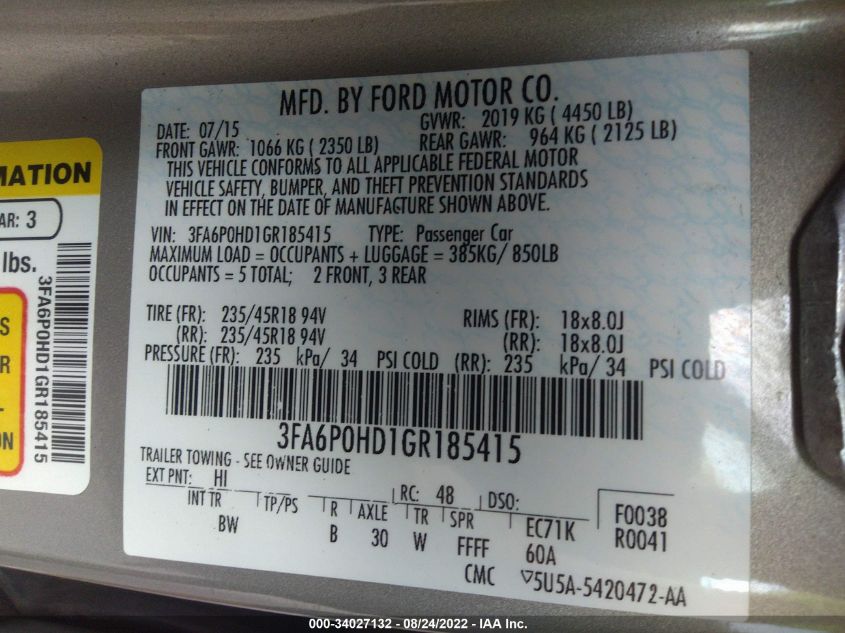 MFD. BY FORD MOTOR CO.
DATE: 07/15 GVWR: 2019 KG ( 4450 LB)
FRONT GAWR: 1066 KG ( 2350 LB) REAR GAWR: 964 KG ( 2125 LB)
THIS VEHICLE CONFORMS TO ALL APPLICABLE FEDERAL MOTOR
VEHICLE SAFETY, BUMPER, AND THEFT PREVENTION STANDARDS
IN EFFECT ON THE DATE OF MANUFACTURE SHOWN ABOVE.
VIN: 3FA6P0HD1GR185415 TYPE: Passenger Car
MAXIMUM LOAD = OCCUPANTS + LUGGAGE = 385KG/ 850LB
OCCUPANTS = 5 TOTAL; 2 FRONT, 3 REAR
TIRE (FR): 235/45R18 94V RIMS (FR): 18x8.0J
(RR): 235/45R18 94V (RR): 18x8.0J
PRESSURE (FR): 235 kPa/ 34 PSI COLD (RR): 235 kPa/ 34 PSI COLD
3FA6P0HD1GR185415
TRAILER TOWING - SEE OWNER GUIDE
EXT PNT: HI RC: 48 DSO: F0038
INT TR TP/PS R AXLE TR SPR EC71K R0041
BW B 30 W FFFF 60A
CMC ▽5U5A-5420472-AA
MATION
AR: 3
lbs.
3FA6P0HD1GR185415
S
R
L-
ON
000-34027132 - 08/24/2022 - IAA Inc.